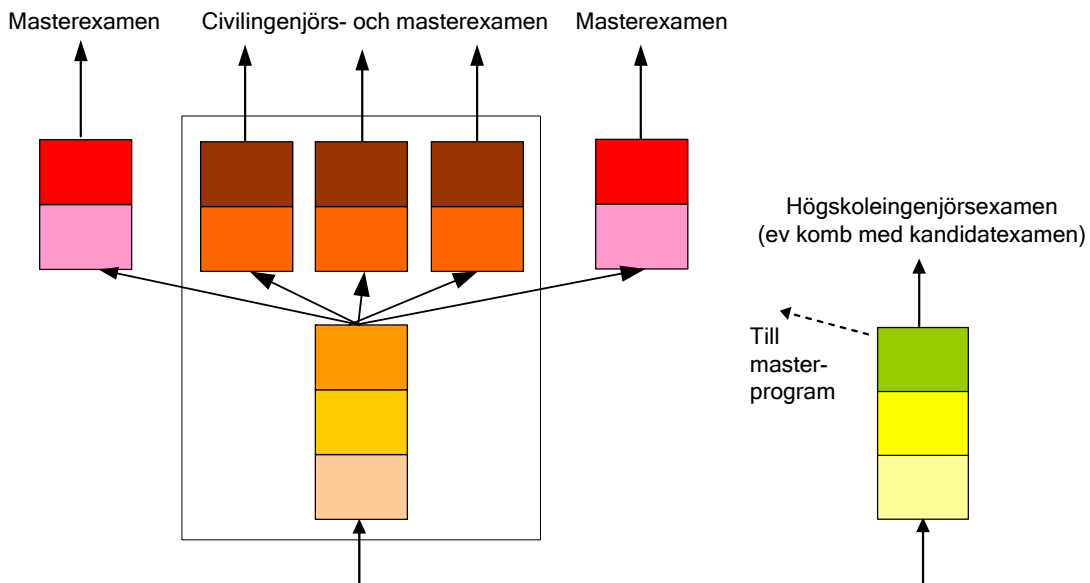 Masterexamen
Civilingenjörs- och masterexamen
Masterexamen
Högskoleingenjörsexamen
(ev komb med kandidatexamen)
Till
master-
program